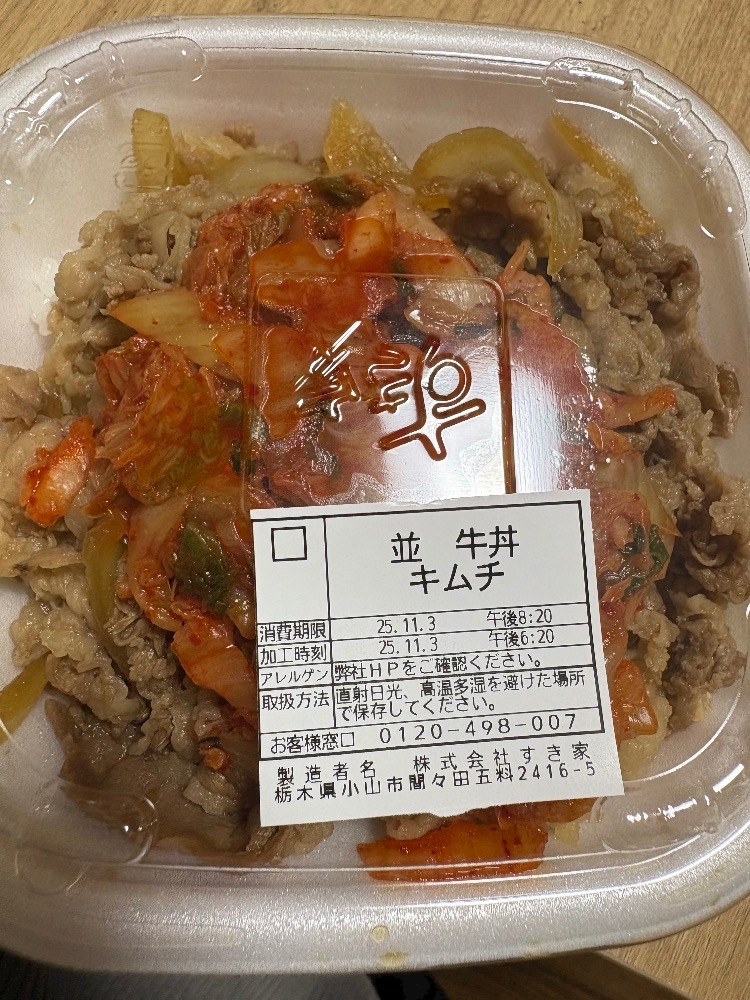 並 牛丼
キムチ
消費期限 25.11.3 午後8:20
加工時刻 25.11.3 午後6:20
アレルゲン 弊社HPをご確認ください。
取扱方法 直射日光、高温多湿を避けた場所
で保存してください。
お客様窓口 0120-498-007
製造者名 株式会社すき家
栃木県小山市間々田五料2416-5